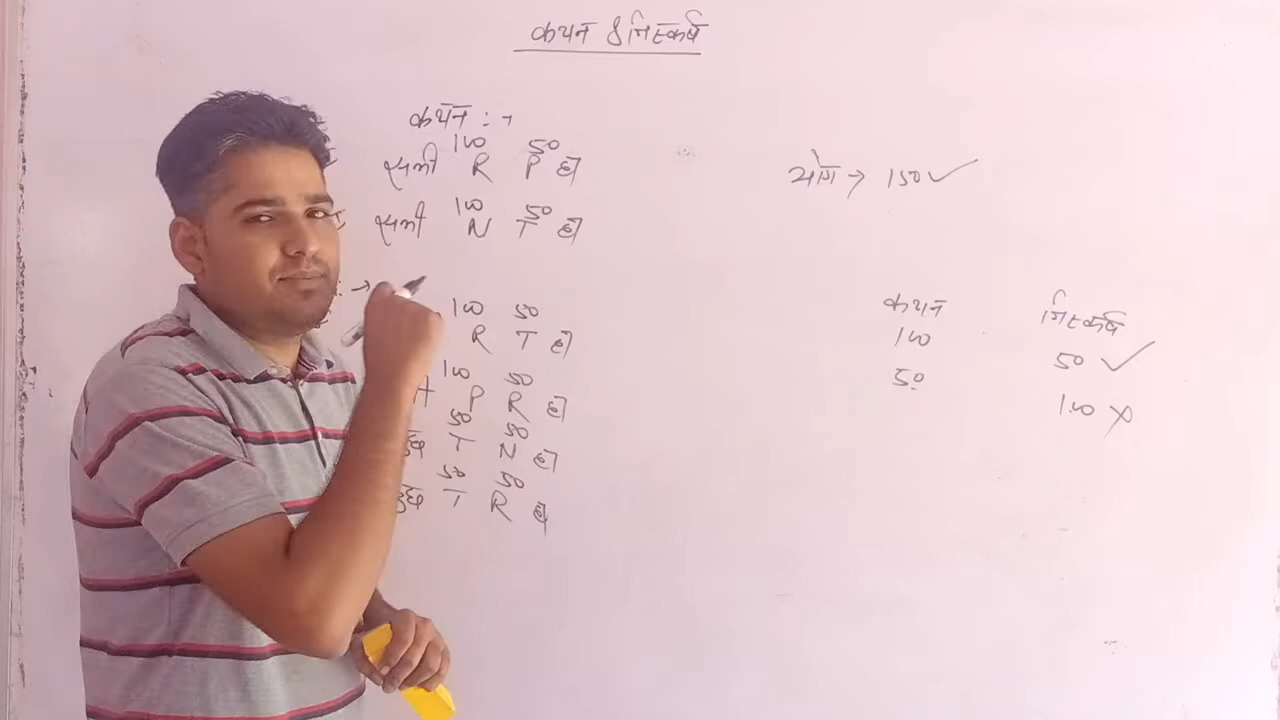 कथन & निष्कर्ष
कथन :-
100 50
सभी R P है।
100 50
सभी N T है।
: →
100 50
R T है।
100 50
P R है।
50 50
कुछ T N है।
50 50
कुछ T R है।
योग → 150 ✓
कथन निष्कर्ष
100 50 ✓
50 100 ✗